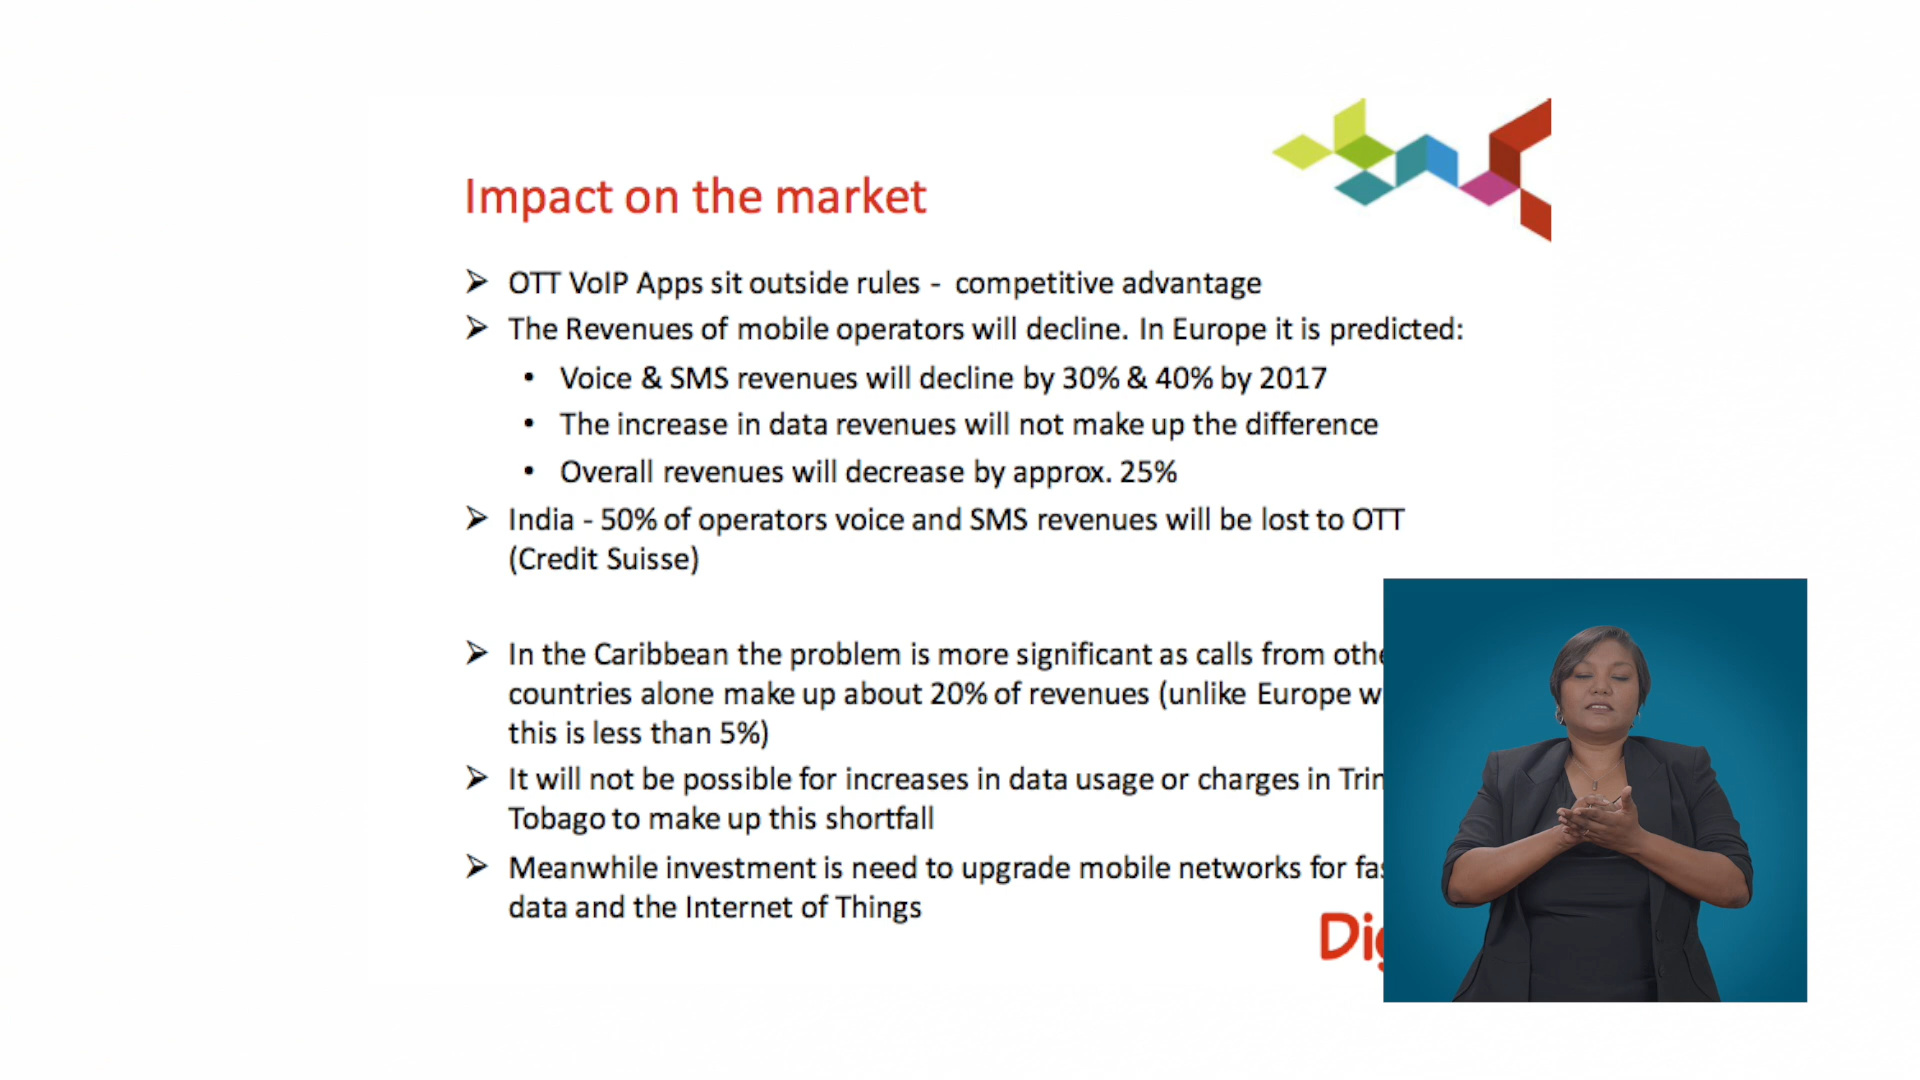 Impact on the market
➢ OTT VoIP Apps sit outside rules - competitive advantage
➢ The Revenues of mobile operators will decline. In Europe it is predicted:
• Voice & SMS revenues will decline by 30% & 40% by 2017
• The increase in data revenues will not make up the difference
• Overall revenues will decrease by approx. 25%
➢ India - 50% of operators voice and SMS revenues will be lost to OTT
(Credit Suisse)
➢ In the Caribbean the problem is more significant as calls from
countries alone make up about 20% of revenues (unlike Europe
this is less than 5%)
➢ It will not be possible for increases in data usage or charges in
Tobago to make up this shortfall
➢ Meanwhile investment is need to upgrade mobile networks for
data and the Internet of Things